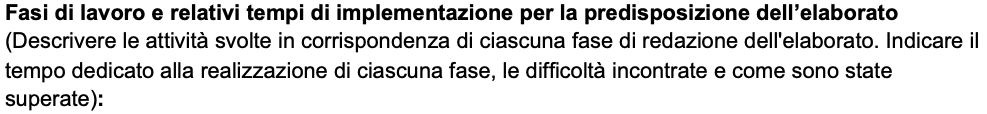 Fasi di lavoro e relativi tempi di implementazione per la predisposizione dell’elaborato
(Descrivere le attività svolte in corrispondenza di ciascuna fase di redazione dell'elaborato. Indicare il
tempo dedicato alla realizzazione di ciascuna fase, le difficoltà incontrate e come sono state
superate):